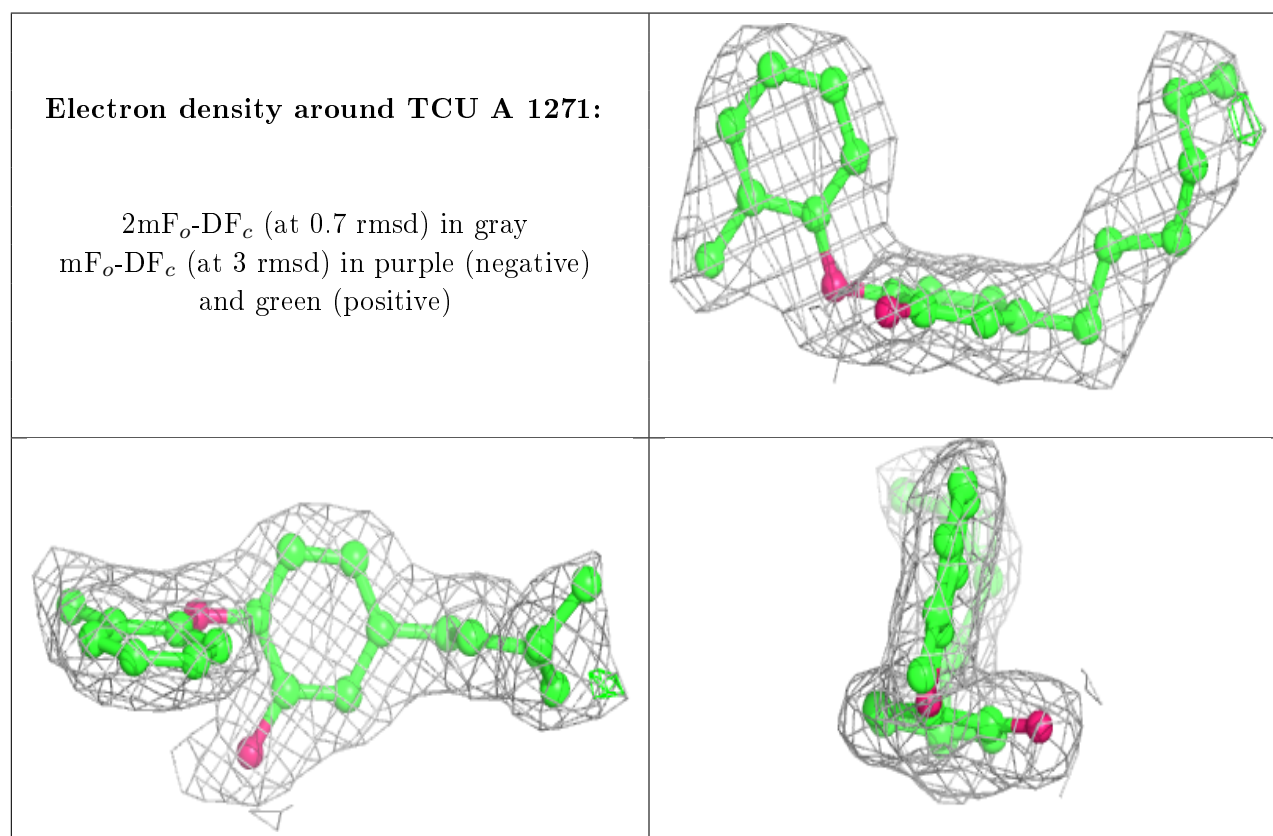 Electron density around TCU A 1271:
2mFₒ-DF𝒸 (at 0.7 rmsd) in gray
mFₒ-DF𝒸 (at 3 rmsd) in purple (negative)
and green (positive)